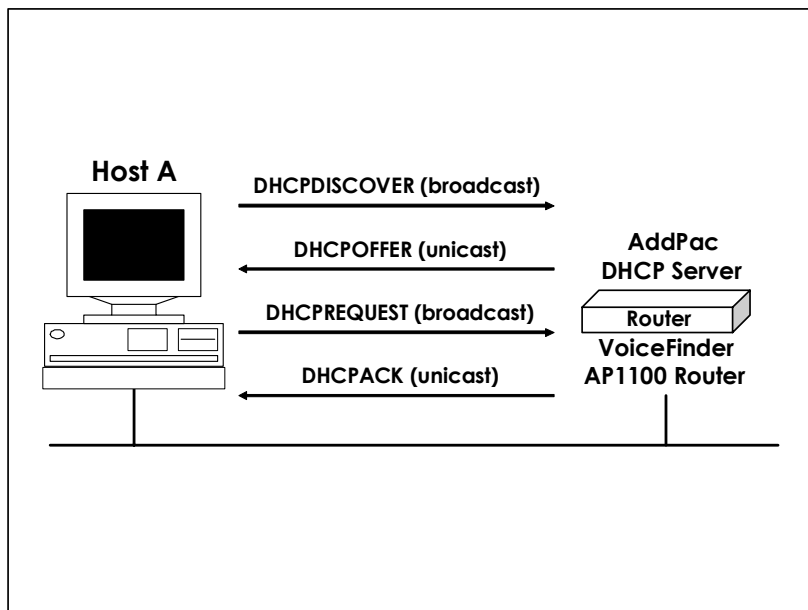 Host A
DHCPDISCOVER (broadcast)
DHCPOFFER (unicast)
DHCPREQUEST (broadcast)
DHCPACK (unicast)
AddPac
DHCP Server
Router
VoiceFinder
AP1100 Router